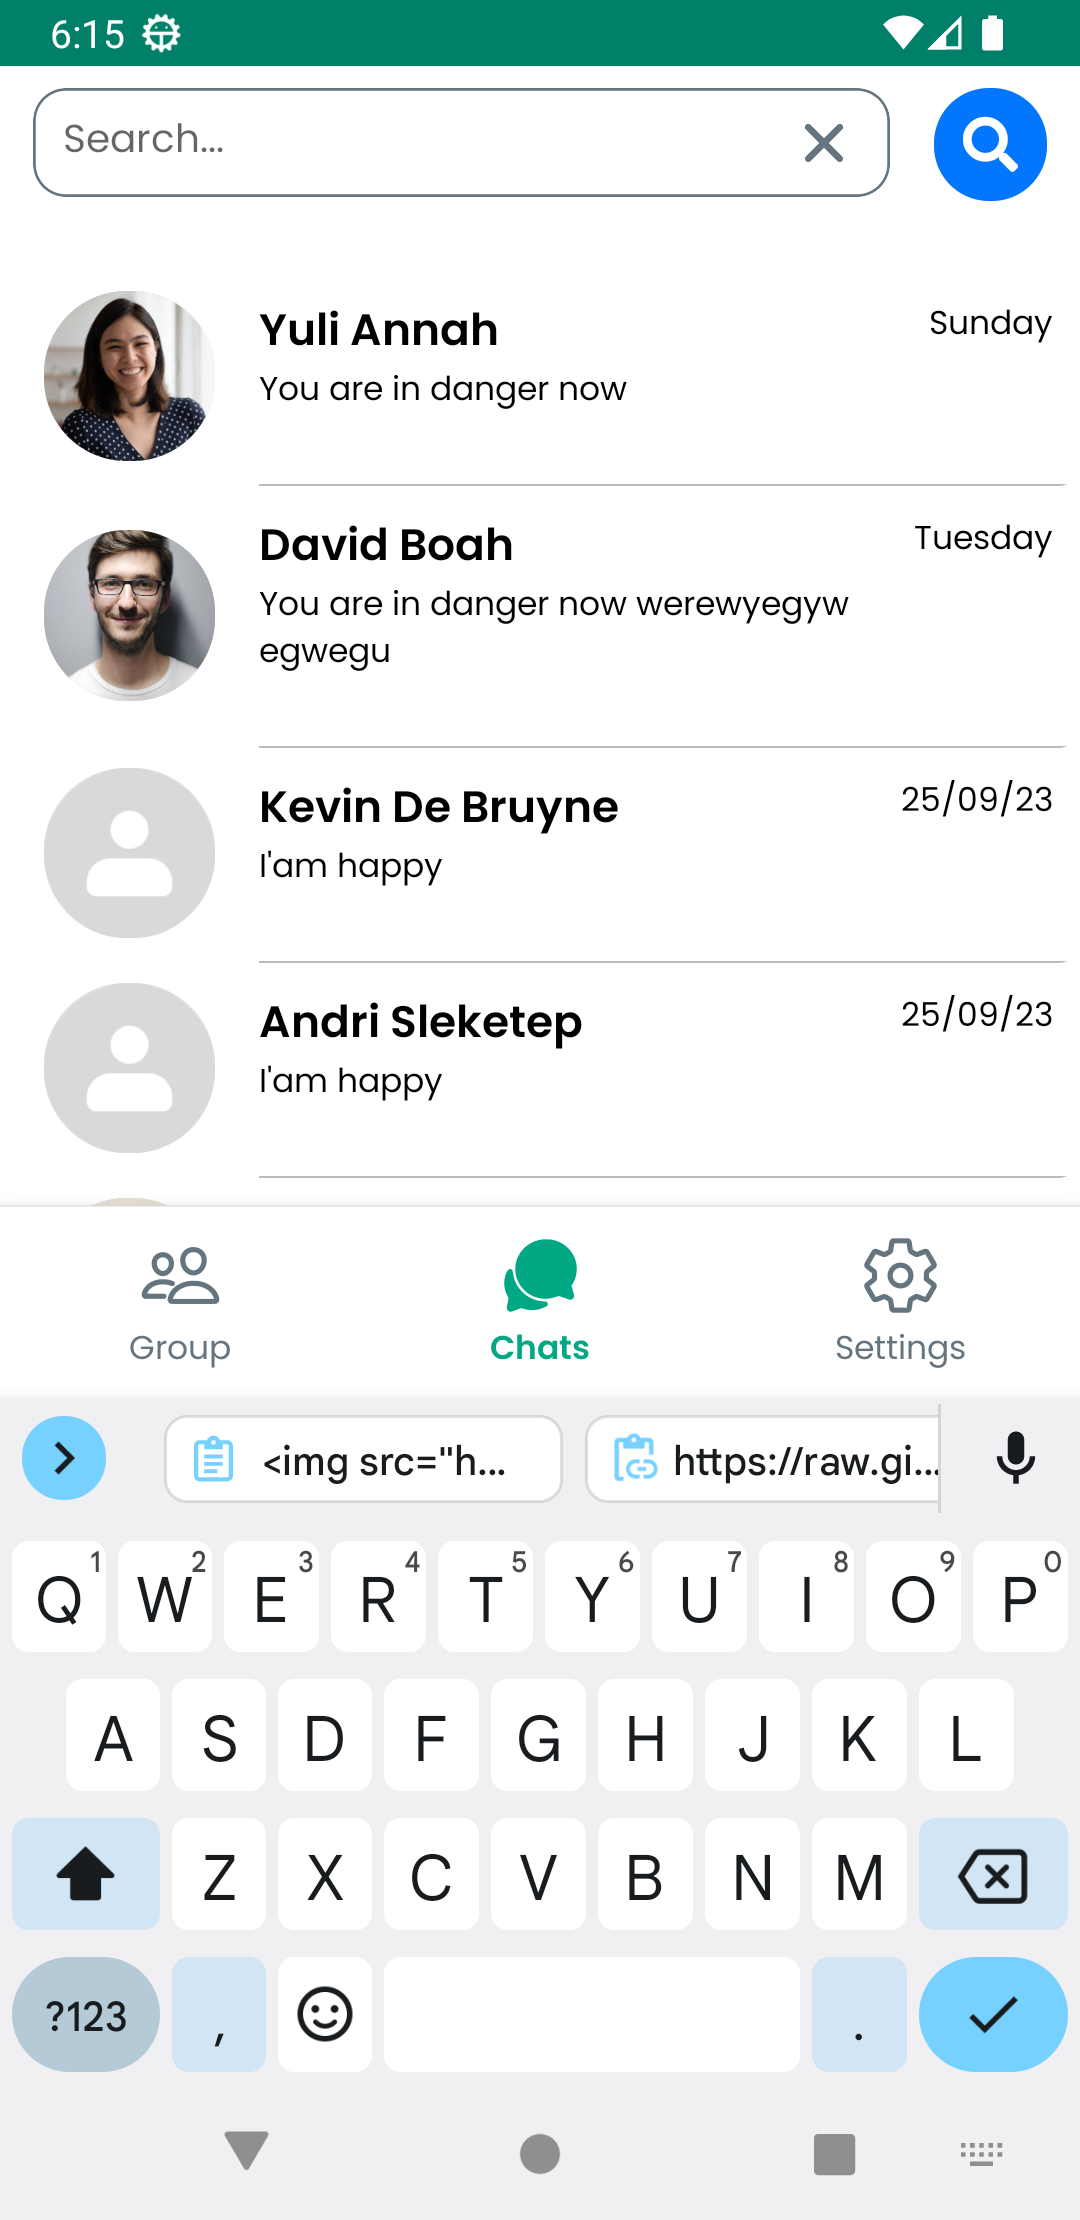 6:15
Search...
Yuli Annah
Sunday
You are in danger now
David Boah
Tuesday
You are in danger now werewyegyw
egwegu
Kevin De Bruyne
25/09/23
I'am happy
Andri Sleketep
25/09/23
I'am happy
Group
Chats
Settings
<img src="h...
https://raw.gi...
Q 1 W 2 E 3 R 4 T 5 Y 6 U 7 I 8 O 9 P 0
A S D F G H J K L
Z X C V B N M
?123 , .